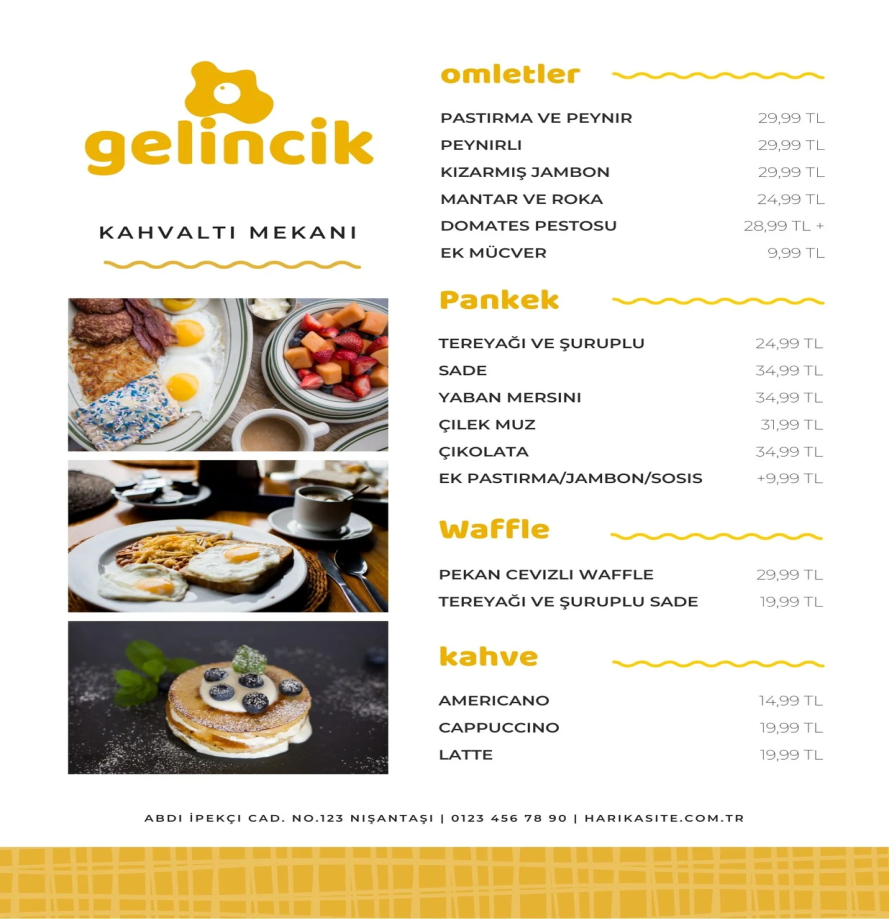 gelincik
KAHVALTI MEKANI
omletler
PASTIRMA VE PEYNIR 29,99 TL
PEYNIRLI 29,99 TL
KIZARMIŞ JAMBON 29,99 TL
MANTAR VE ROKA 24,99 TL
DOMATES PESTOSU 28,99 TL +
EK MÜCVER 9,99 TL
Pankek
TEREYAĞI VE ŞURUPLU 24,99 TL
SADE 34,99 TL
YABAN MERSINI 34,99 TL
ÇILEK MUZ 31,99 TL
ÇIKOLATA 34,99 TL
EK PASTIRMA/JAMBON/SOSIS +9,99 TL
Waffle
PEKAN CEVIZLI WAFFLE 29,99 TL
TEREYAĞI VE ŞURUPLU SADE 19,99 TL
kahve
AMERICANO 14,99 TL
CAPPUCCINO 19,99 TL
LATTE 19,99 TL
ABDI İPEKÇI CAD. NO.123 NIŞANTAŞI | 0123 456 78 90 | HARIKASITE.COM.TR